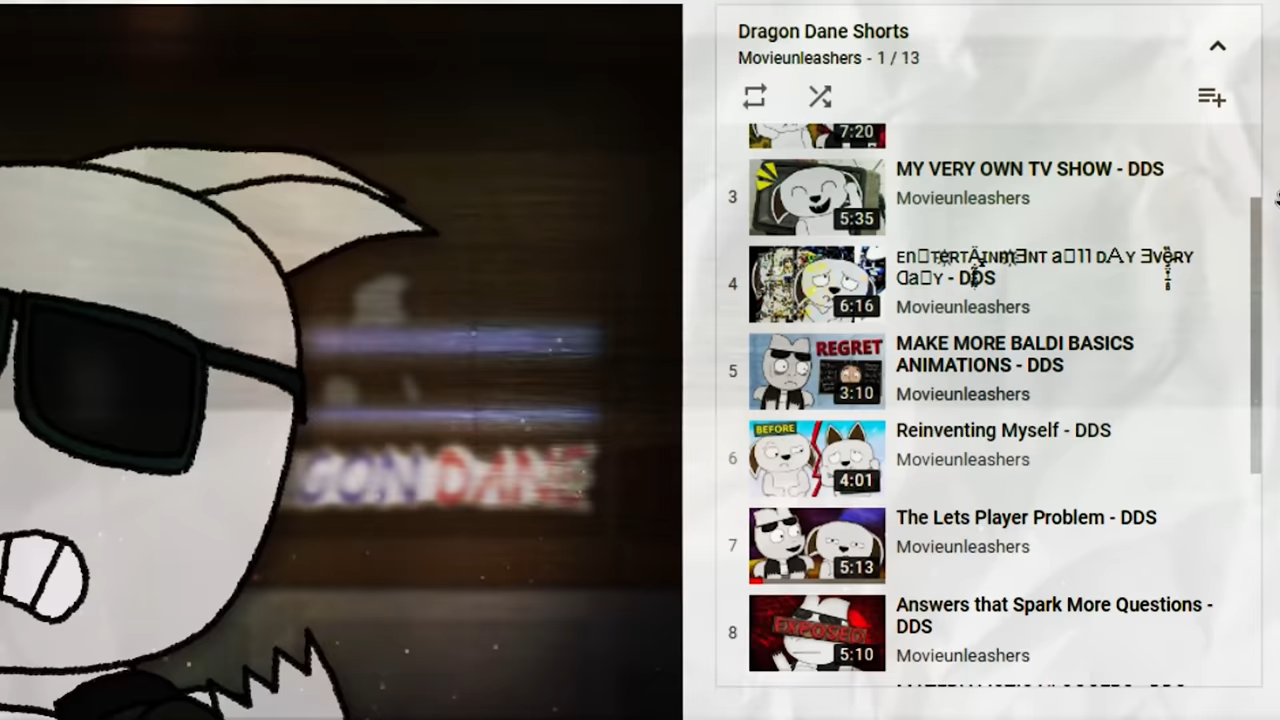 Dragon Dane Shorts
Movieunleashers - 1 / 13
7:20
3
5:35
MY VERY OWN TV SHOW - DDS
Movieunleashers
4
6:16
- DDS
Movieunleashers
5
REGRET
3:10
MAKE MORE BALDI BASICS
ANIMATIONS - DDS
Movieunleashers
6
BEFORE
4:01
Reinventing Myself - DDS
Movieunleashers
7
5:13
The Lets Player Problem - DDS
Movieunleashers
8
EXPOSED!
5:10
Answers that Spark More Questions -
DDS
Movieunleashers
GON DANE